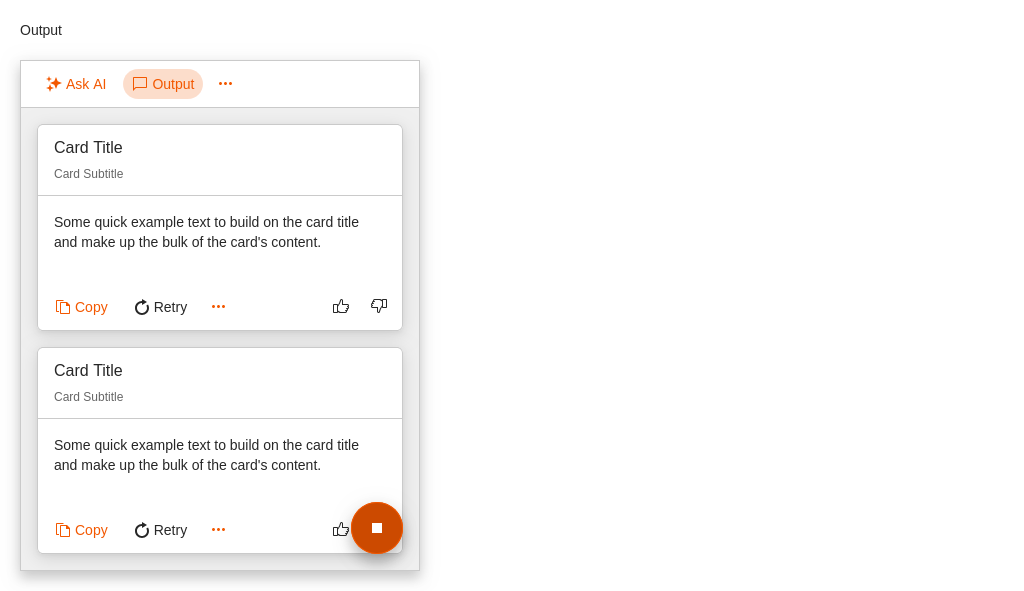 Output
Ask AI Output
Card Title
Card Subtitle
Some quick example text to build on the card title
and make up the bulk of the card's content.
Copy Retry
Card Title
Card Subtitle
Some quick example text to build on the card title
and make up the bulk of the card's content.
Copy Retry